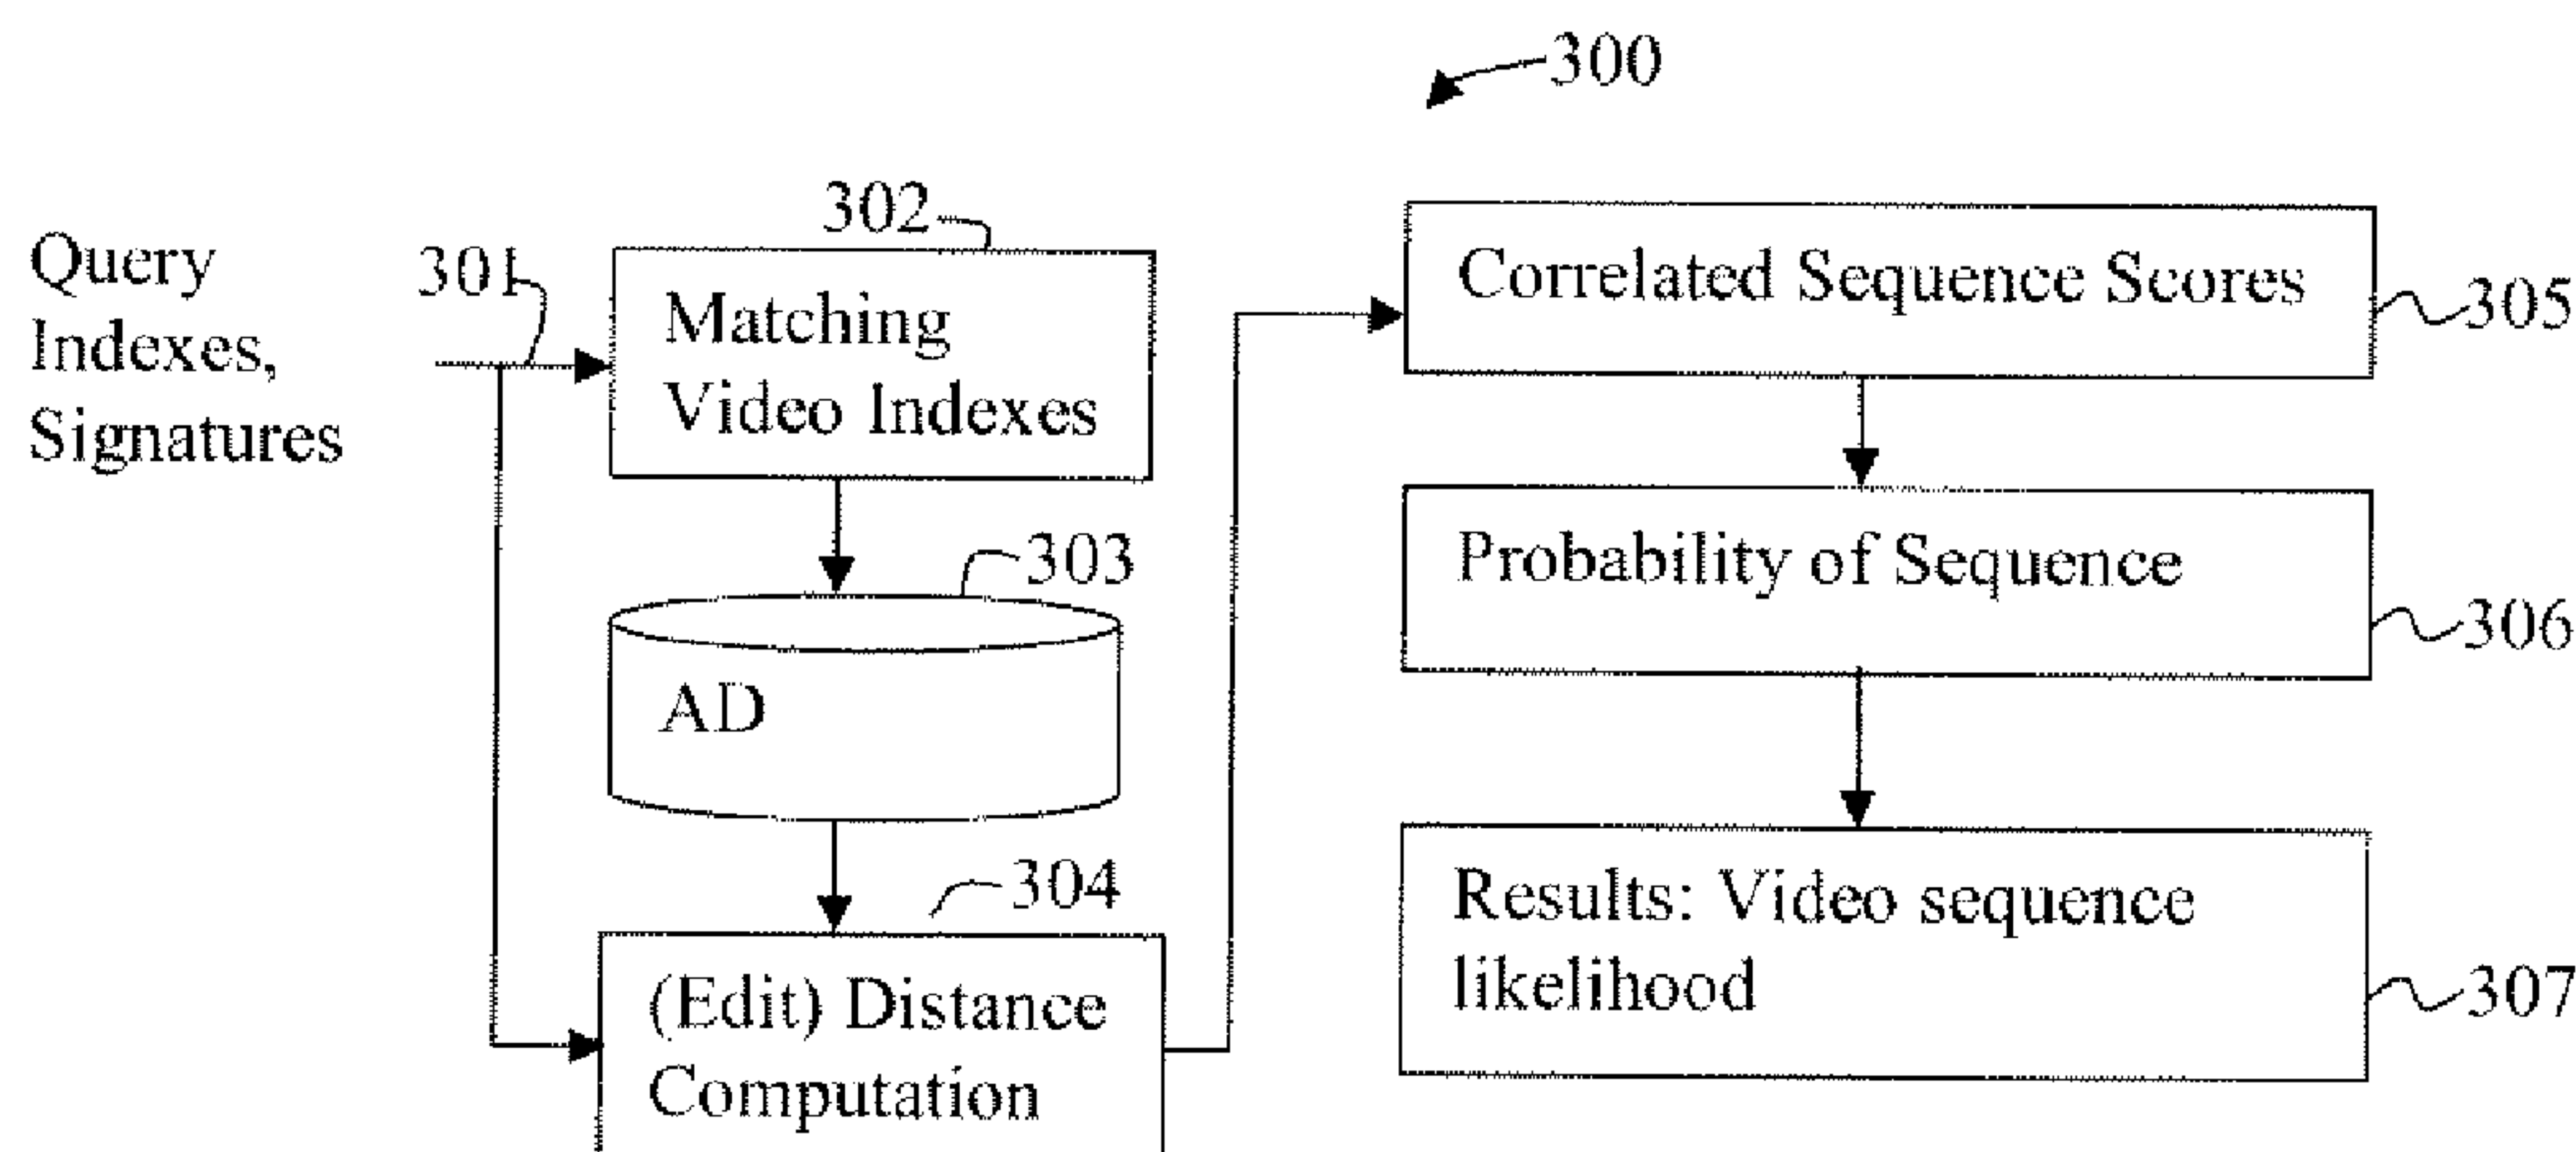 300
Query
Indexes,
Signatures
301
302
Matching
Video Indexes
303
AD
304
(Edit) Distance
Computation
Correlated Sequence Scores
305
Probability of Sequence
306
Results: Video sequence
likelihood
307